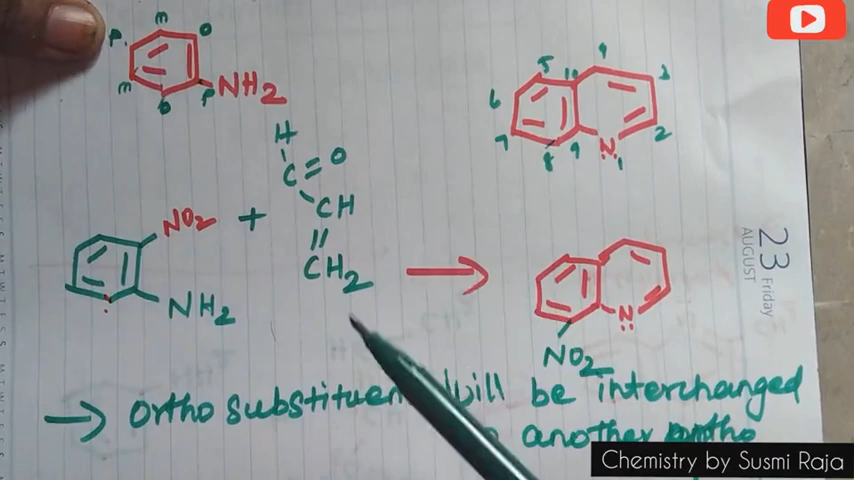 m
P
O
m
O
P
NH2
H
C = O
CH
||
CH2
NO2
+
NH2
5
10
4
3
6
7
8
9
N
1
2
N
NO2
23
Friday
AUGUST
→ Ortho substituen will be interchanged
another ortho
Chemistry by Susmi Raja